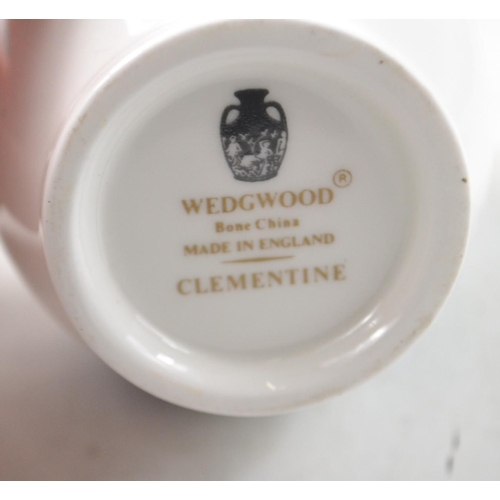 WEDGWOOD ®
Bone China
MADE IN ENGLAND
CLEMENTINE